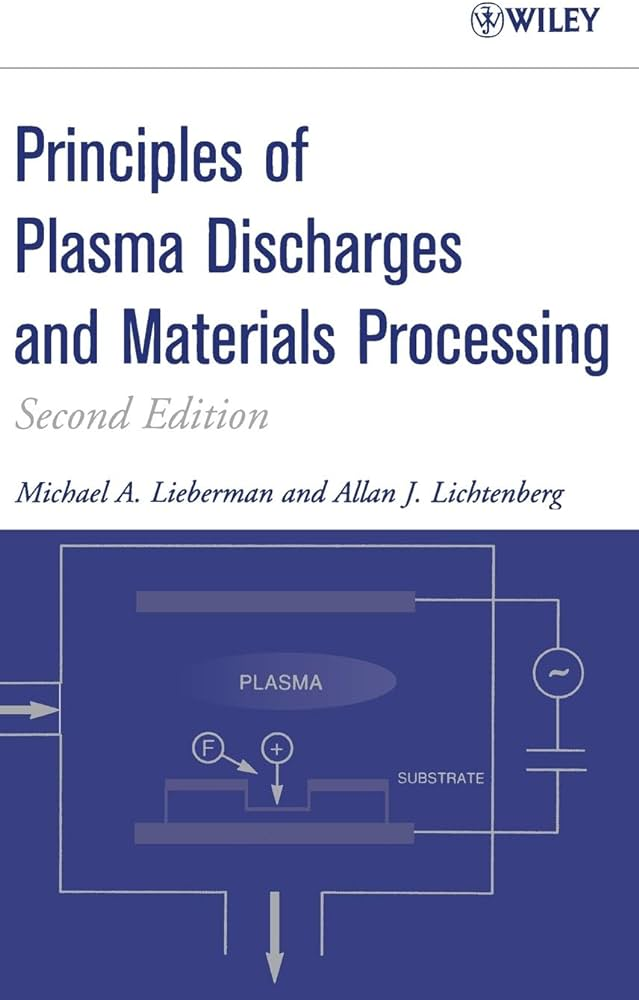 WILEY
Principles of
Plasma Discharges
and Materials Processing
Second Edition
Michael A. Lieberman and Allan J. Lichtenberg
PLASMA
F +
SUBSTRATE
~